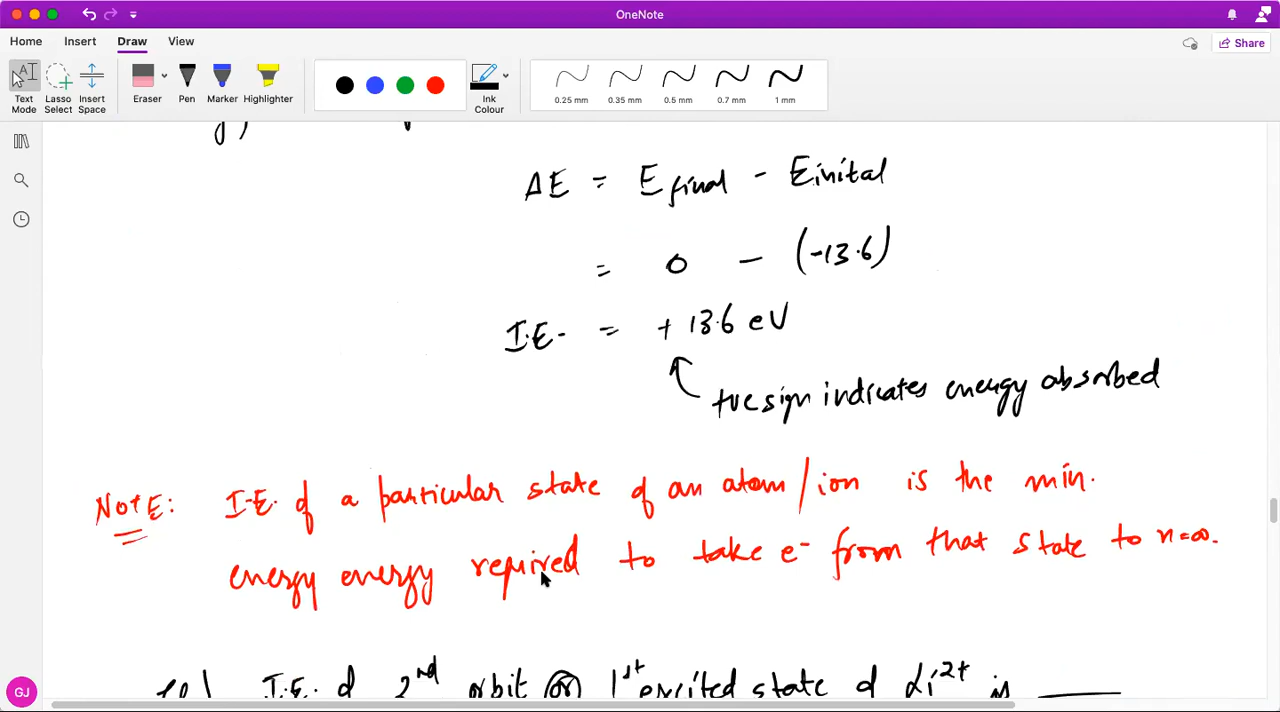 OneNote
Home Insert Draw View
Share
Text Mode
Lasso Select
Insert Space
Eraser
Pen
Marker
Highlighter
Ink Colour
0.25 mm 0.35 mm 0.5 mm 0.7 mm 1 mm
ΔE = Efinal - Einital
= 0 - (-13.6)
I.E. = + 13.6 eV
+ve sign indicates energy absorbed
NOTE: I.E. of a particular state of an atom/ion is the min.
energy energy required to take e- from that state to n=∞.
I.E. of 2nd orbit or 1st excited state of Li2+ is ____
GJ